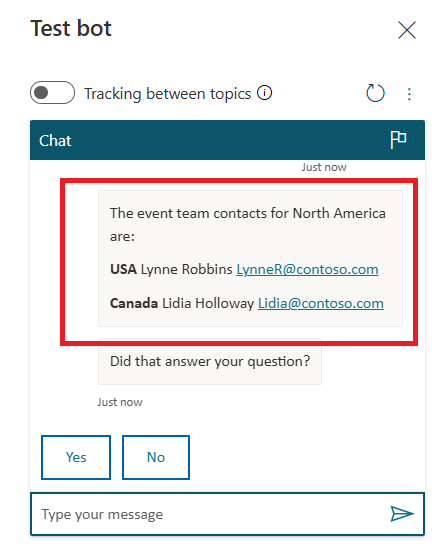 Test bot
Tracking between topics
Chat
Just now
The event team contacts for North America
are:
USA Lynne Robbins LynneR@contoso.com
Canada Lidia Holloway Lidia@contoso.com
Did that answer your question?
Just now
Yes No
Type your message